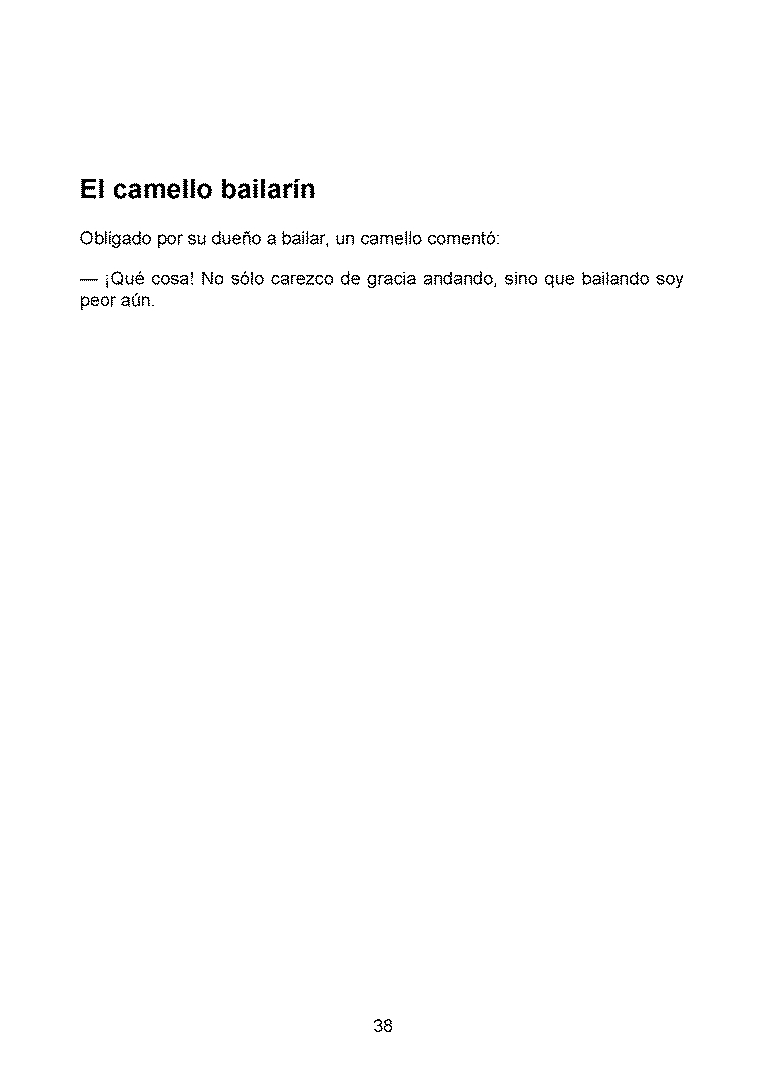 El camello bailarín
Obligado por su dueño a bailar, un camello comentó:
— ¡Qué cosa! No sólo carezco de gracia andando, sino que bailando soy
peor aún.
38